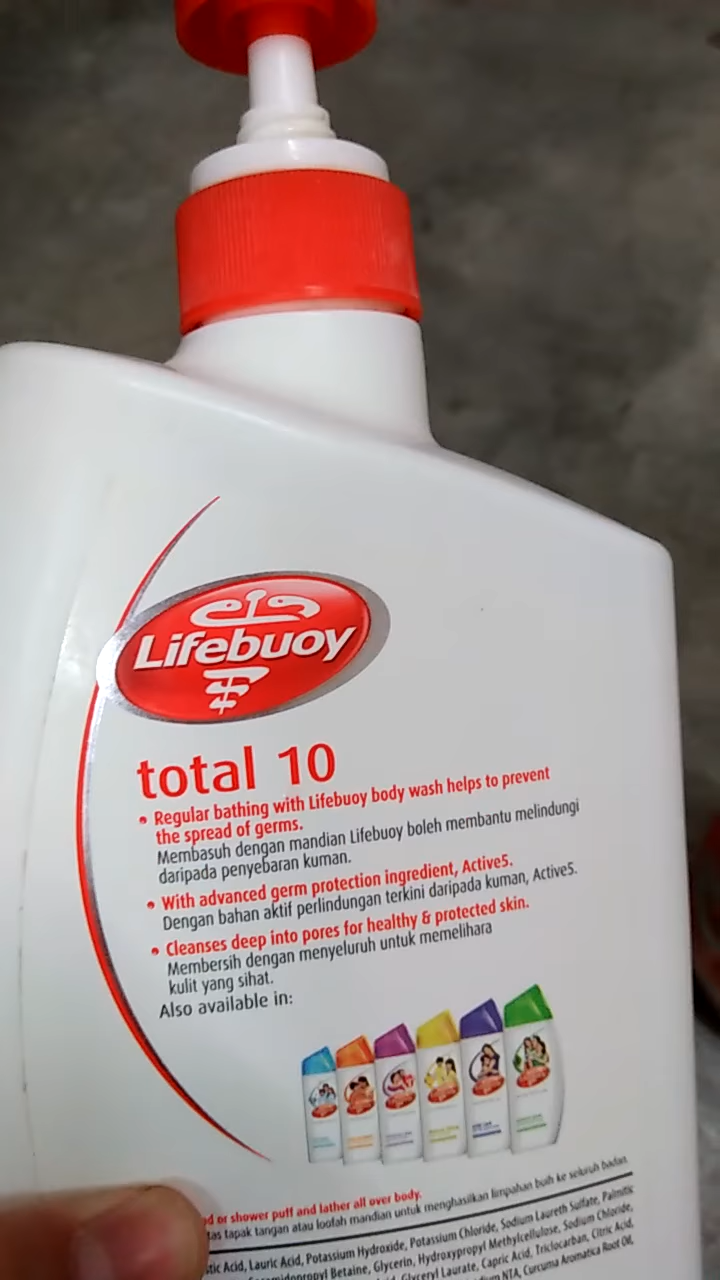 Lifebuoy
total 10
• Regular bathing with Lifebuoy body wash helps to prevent
the spread of germs.
Membasuh dengan mandian Lifebuoy boleh membantu melindungi
daripada penyebaran kuman.
• With advanced germ protection ingredient, Active5.
Dengan bahan aktif perlindungan terkini daripada kuman, Active5.
• Cleanses deep into pores for healthy & protected skin.
Membersih dengan menyeluruh untuk memelihara
kulit yang sihat.
Also available in:
or shower puff and lather all over body.
tapak tangan atau loofah mandian untuk menghasilkan limpahan buih ke seluruh badan.
Acid, Lauric Acid, Potassium Hydroxide, Potassium Chloride, Sodium Laureth Sulfate, Palmitic
Betaine, Glycerin, Hydroxypropyl Methylcellulose, Sodium Chloride,
Glyceryl Laurate, Capric Acid, Triclocarban, Citric Acid,
NTA, Curcuma Aromatica Root Oil,